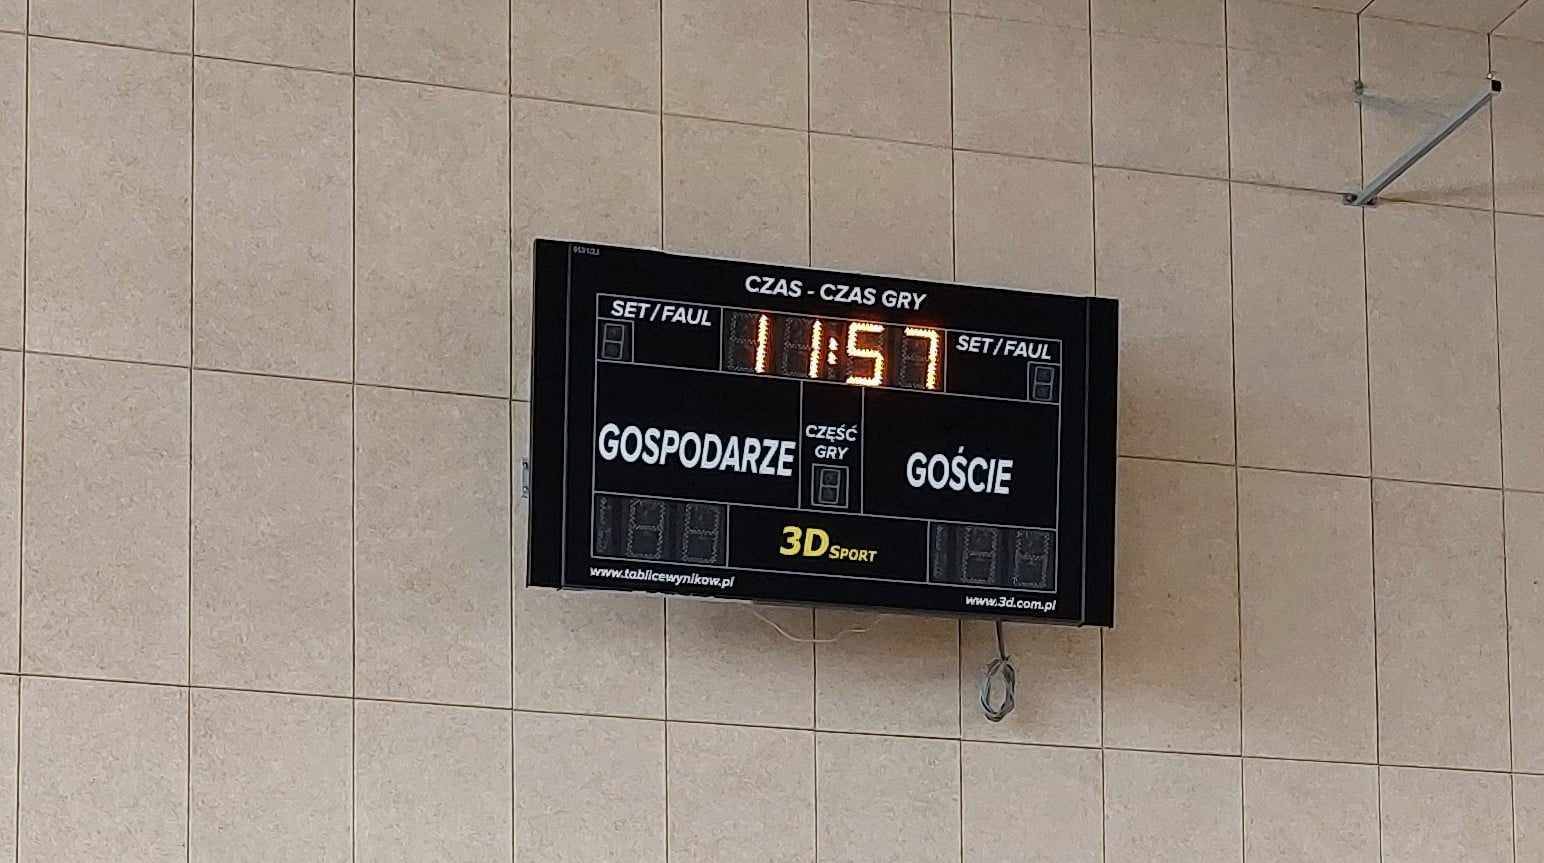 CZAS - CZAS GRY
SET / FAUL
11:57
SET / FAUL
GOSPODARZE
CZĘŚĆ
GRY
GOŚCIE
3D SPORT
www.tablicewynikow.pl
www.3d.com.pl